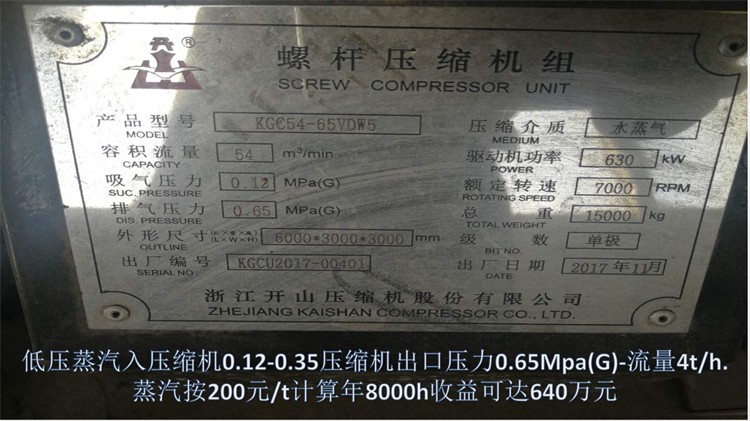 螺杆压缩机组
SCREW COMPRESSOR UNIT
产品型号 MODEL KGC54-65VDW5
压缩介质 MEDIUM 水蒸气
容积流量 CAPACITY 54 m³/min
驱动机功率 POWER 630 kW
吸气压力 SUC. PRESSURE 0.12 MPa(G)
额定转速 ROTATING SPEED 7000 RPM
排气压力 DIS. PRESSURE 0.65 MPa(G)
总重 TOTAL WEIGHT 15000 kg
外形尺寸(长×宽×高) OUTLINE (L×W×H) 6000*3000*3000 mm
级数 BIT NO. 单极
出厂编号 SERIAL NO. KGCU2017-00401
出厂日期 DATE 2017年11月
浙江开山压缩机股份有限公司
ZHEJIANG KAISHAN COMPRESSOR CO., LTD.
低压蒸汽入压缩机0.12-0.35压缩机出口压力0.65Mpa(G)-流量4t/h.
蒸汽按200元/t计算年8000h收益可达640万元